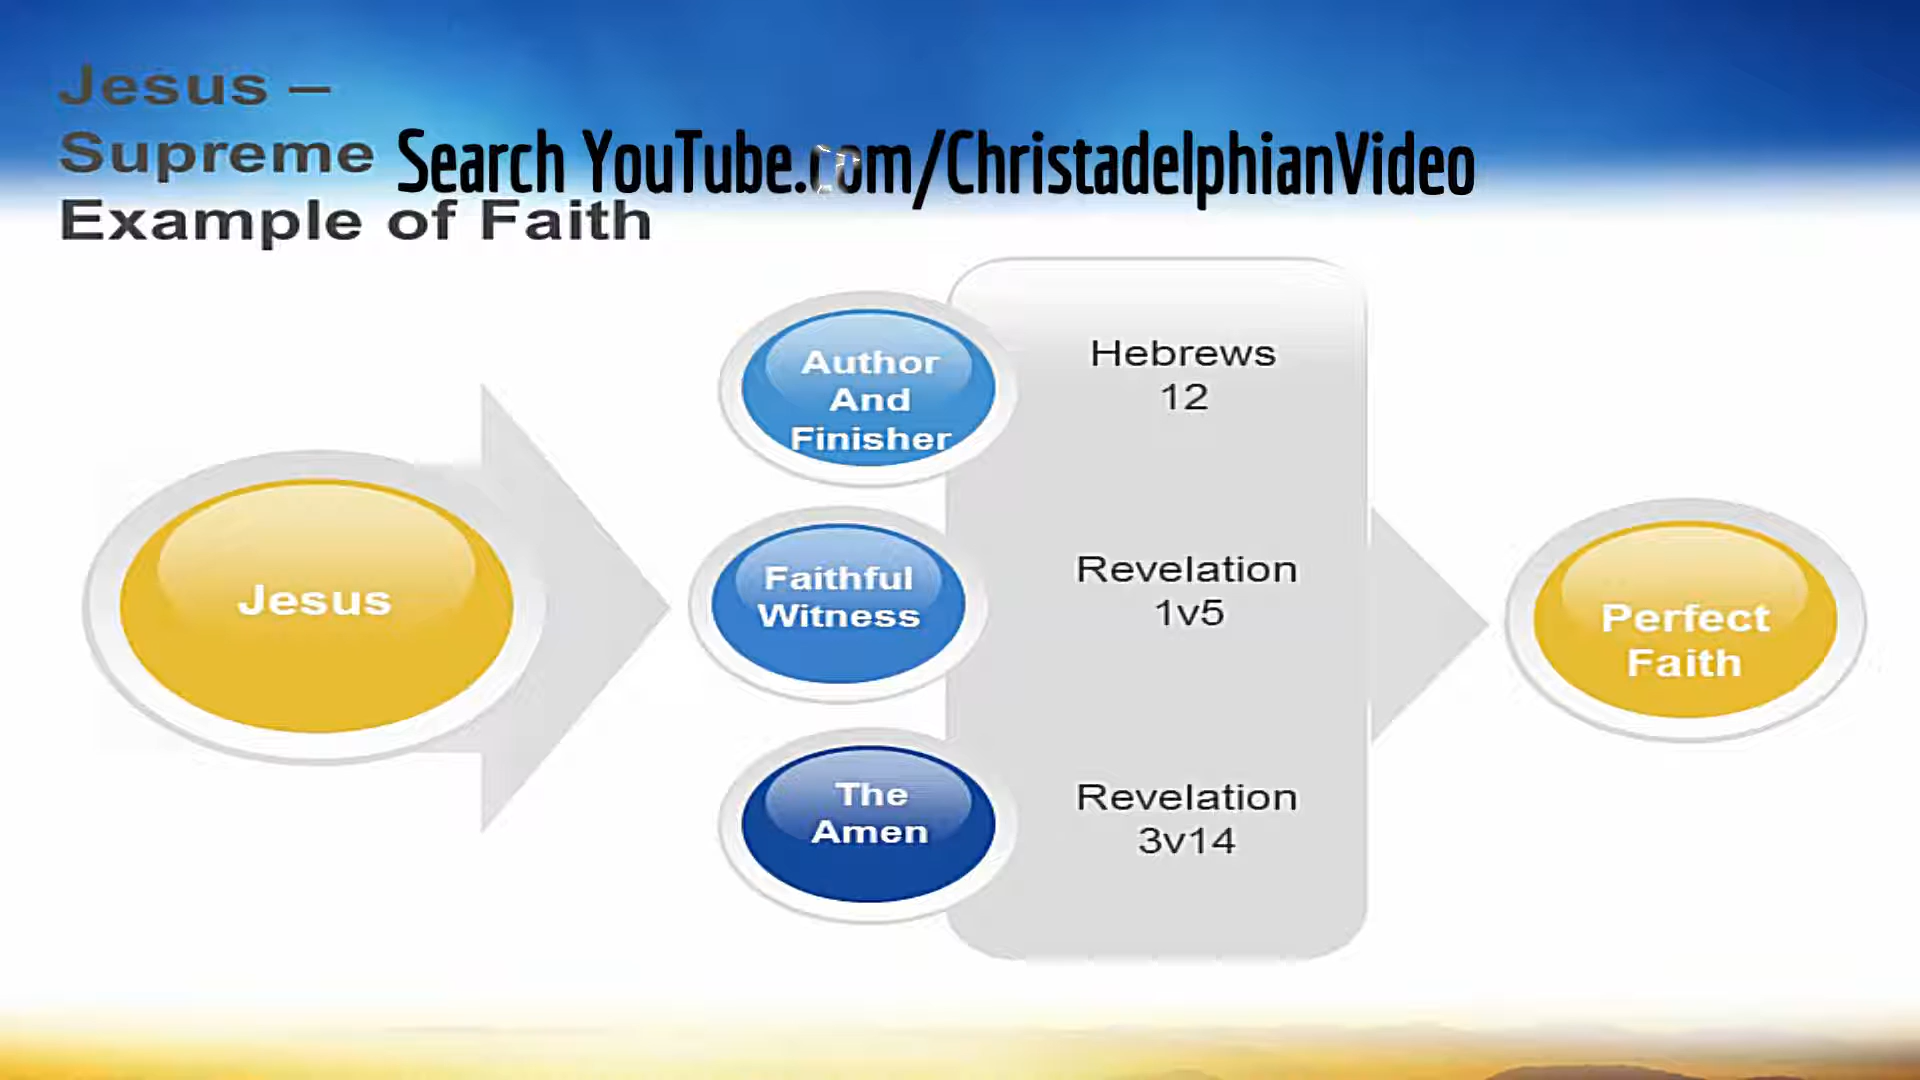 Jesus –
Supreme
Example of Faith
Search YouTube.com/ChristadelphianVideo
Jesus
Author
And
Finisher
Hebrews
12
Faithful
Witness
Revelation
1v5
The
Amen
Revelation
3v14
Perfect
Faith